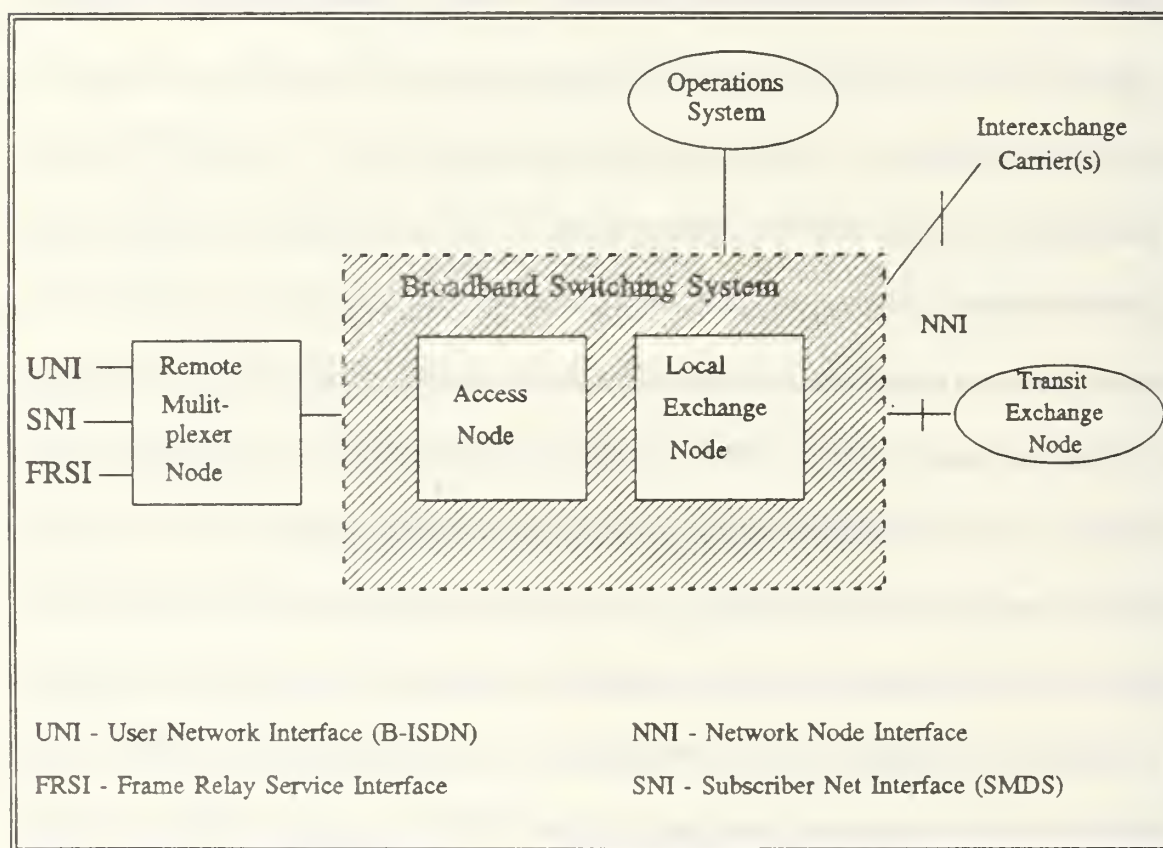 Operations
System
Interexchange
Carrier(s)
Broadband Switching System
NNI
UNI
SNI
FRSI
Remote
Mulit-
plexer
Node
Access
Node
Local
Exchange
Node
Transit
Exchange
Node
UNI - User Network Interface (B-ISDN)
NNI - Network Node Interface
FRSI - Frame Relay Service Interface
SNI - Subscriber Net Interface (SMDS)